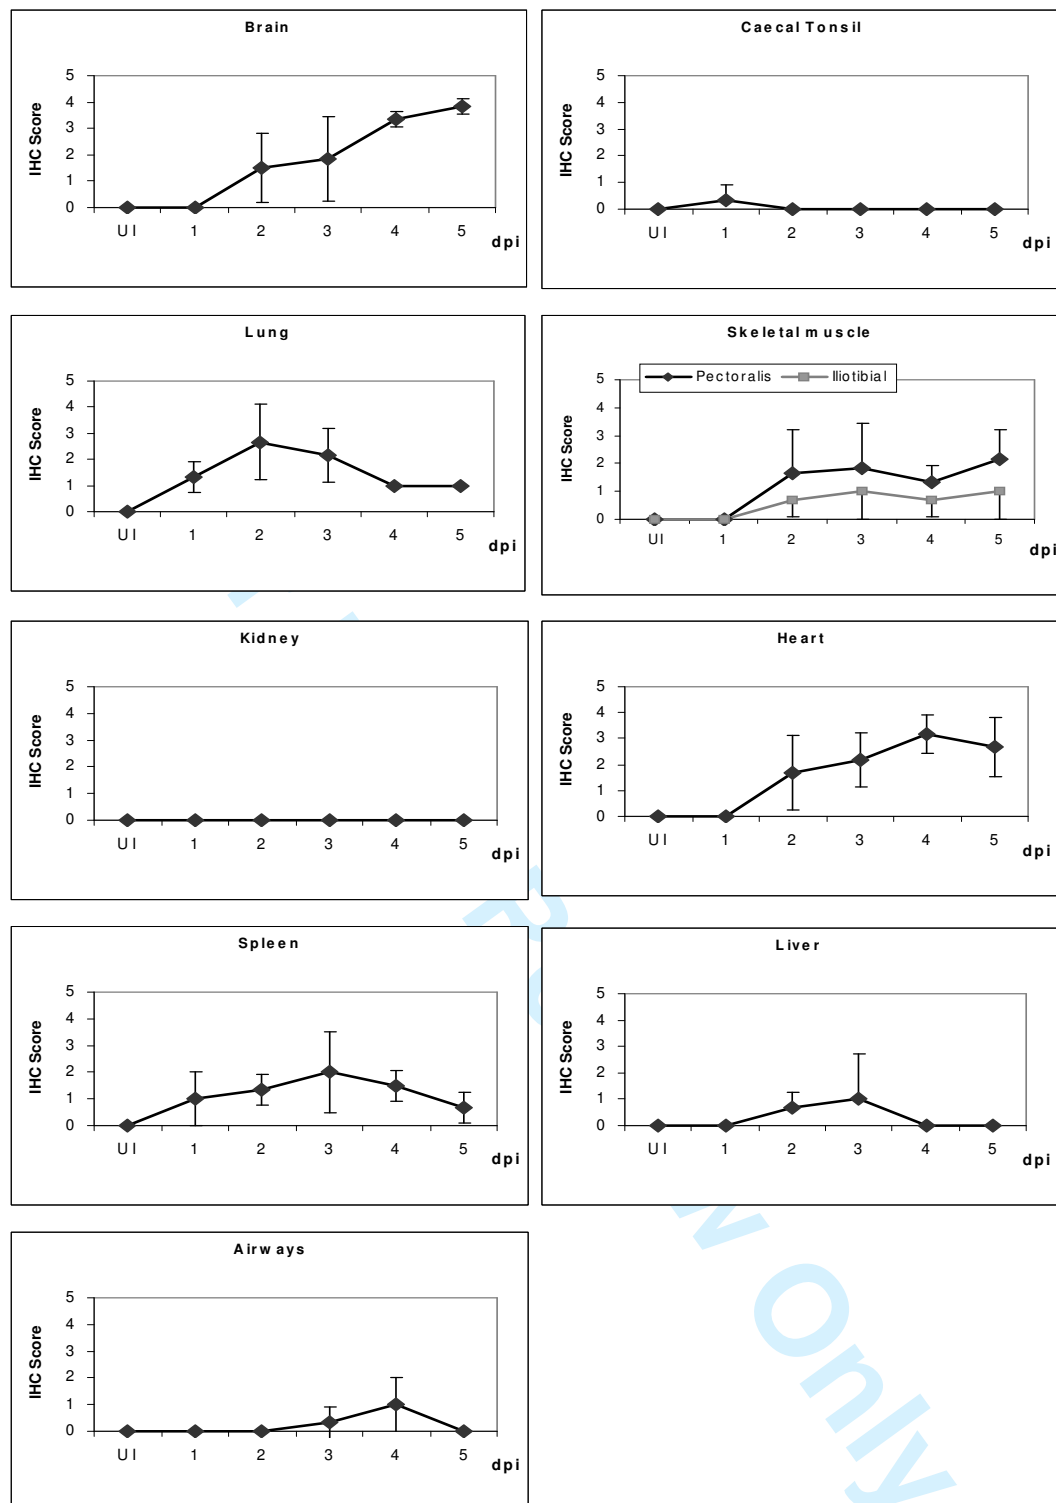 Brain
5
4
3
2
1
0
IHC Score
UI 1 2 3 4 5
dpi
Caecal Tonsil
5
4
3
2
1
0
IHC Score
UI 1 2 3 4 5
dpi
Lung
5
4
3
2
1
0
IHC Score
UI 1 2 3 4 5
dpi
Skeletal muscle
Pectoralis Iliotibial
5
4
3
2
1
0
IHC Score
UI 1 2 3 4 5
dpi
Kidney
5
4
3
2
1
0
IHC Score
UI 1 2 3 4 5
dpi
Heart
5
4
3
2
1
0
IHC Score
UI 1 2 3 4 5
dpi
Spleen
5
4
3
2
1
0
IHC Score
UI 1 2 3 4 5
dpi
Liver
5
4
3
2
1
0
IHC Score
UI 1 2 3 4 5
dpi
Airways
5
4
3
2
1
0
IHC Score
UI 1 2 3 4 5
dpi
Only